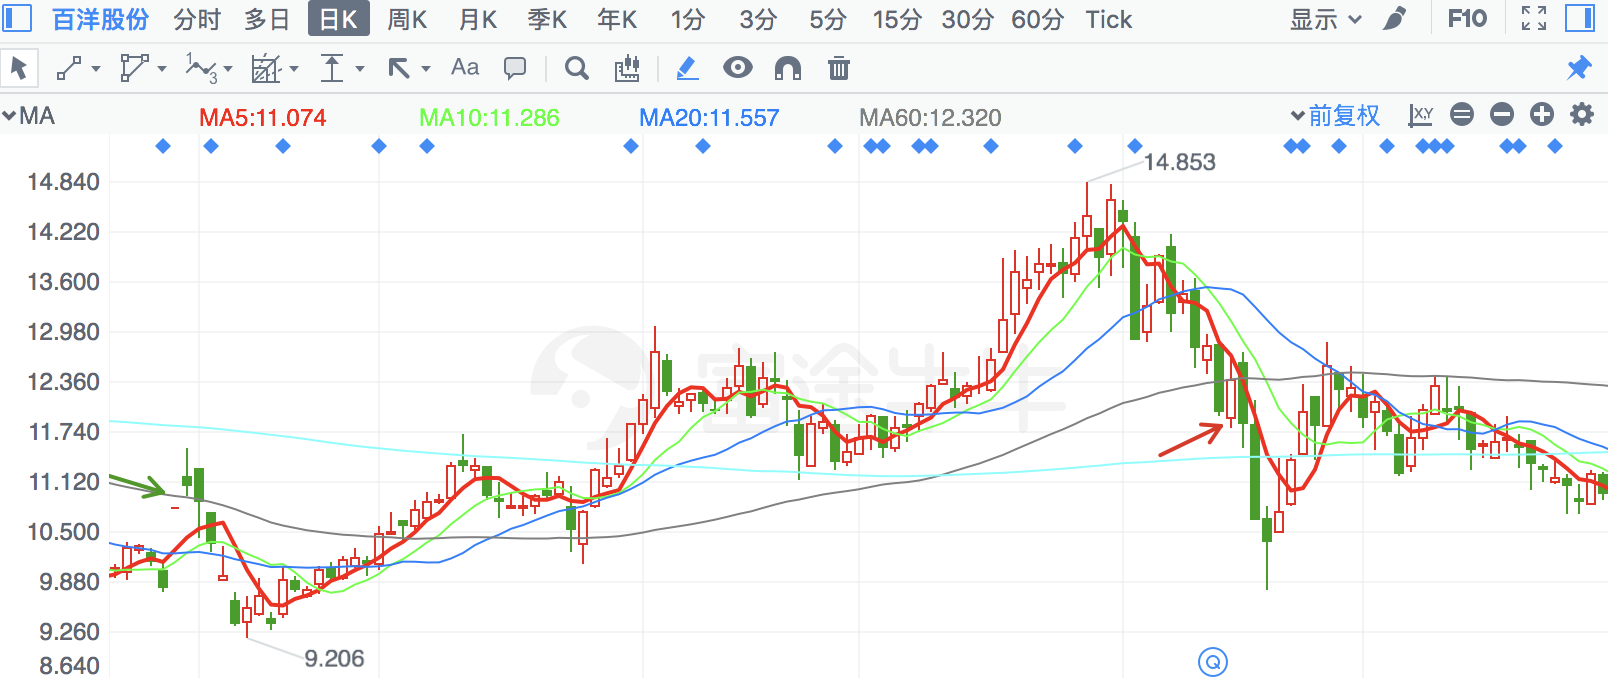 百洋股份 分时 多日 日K 周K 月K 季K 年K 1分 3分 5分 15分 30分 60分 Tick 显示 F10
Aa
MA MA5:11.074 MA10:11.286 MA20:11.557 MA60:12.320 前复权 X,Y
14.853
14.840
14.220
13.600
12.980
富途牛牛
12.360
11.740
11.120
10.500
9.880
9.260
9.206
8.640
Q